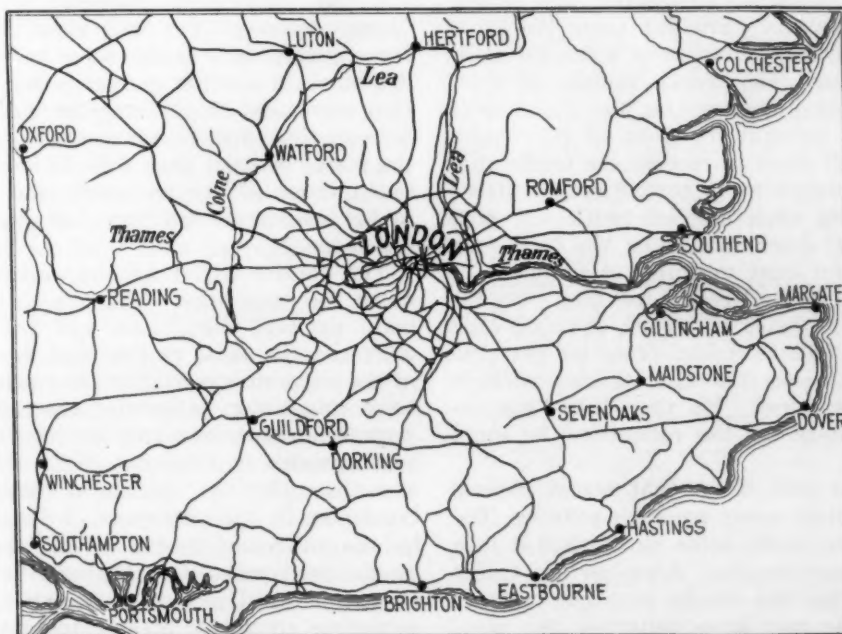 LUTON
HERTFORD
COLCHESTER
Lea
OXFORD
WATFORD
Lea
Colne
ROMFORD
LONDON
Thames
Thames
SOUTHEND
READING
MARGATE
GILLINGHAM
MAIDSTONE
SEVENOAKS
DOVER
GUILDFORD
DORKING
WINCHESTER
HASTINGS
SOUTHAMPTON
EASTBOURNE
BRIGHTON
PORTSMOUTH